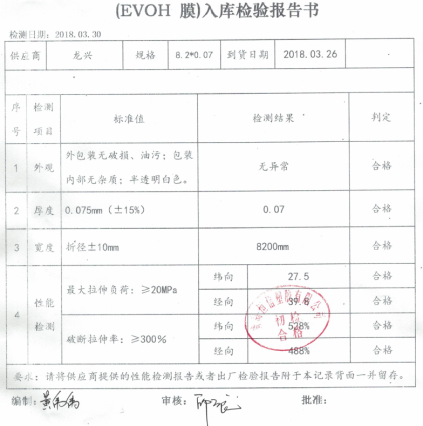 (EVOH 膜)入库检验报告书
检测日期: 2018.03.30
供应商 龙兴 规格 8.2*0.07 到货日期 2018.03.26
序号 检测项目 标准值 检测结果 判定
1 外观 外包装无破损、油污；包装内部无杂质；半透明白色。 无异常 合格
2 厚度 0.075mm（±15%） 0.07 合格
3 宽度 折径±10mm 8200mm 合格
4 性能检测 最大拉伸负荷：≥20MPa 纬向 27.5 合格
经向 39.8 合格
破断拉伸率：≥300% 纬向 528% 合格
经向 488% 合格
初检
合格
要求：请将供应商提供的性能检测报告或者出厂检验报告附于本记录背面一并留存。
编制: 审核: 批准: